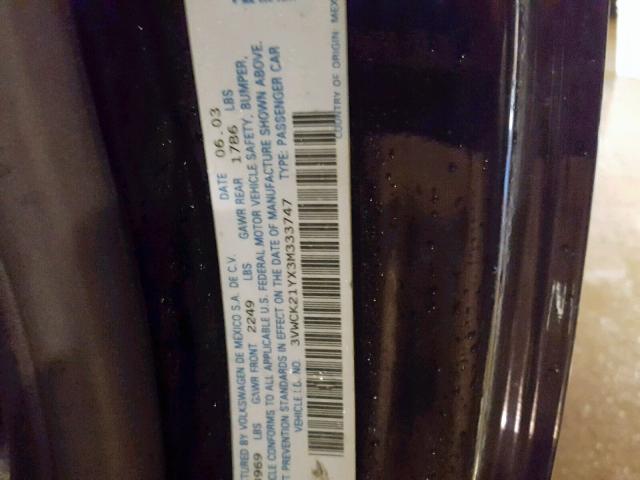 TURED BY VOLKSWAGEN DE MEXICO S.A. DE C.V. DATE 06.03
3969 LBS GAWR FRONT 2249 LBS GAWR REAR 1786 LBS
CLE CONFORMS TO ALL APPLICABLE U.S. FEDERAL MOTOR VEHICLE SAFETY, BUMPER,
T PREVENTION STANDARDS IN EFFECT ON THE DATE OF MANUFACTURE SHOWN ABOVE.
VEHICLE I.D. NO. 3VWCK21YX3M333747 TYPE: PASSENGER CAR
COUNTRY OF ORIGIN MEX